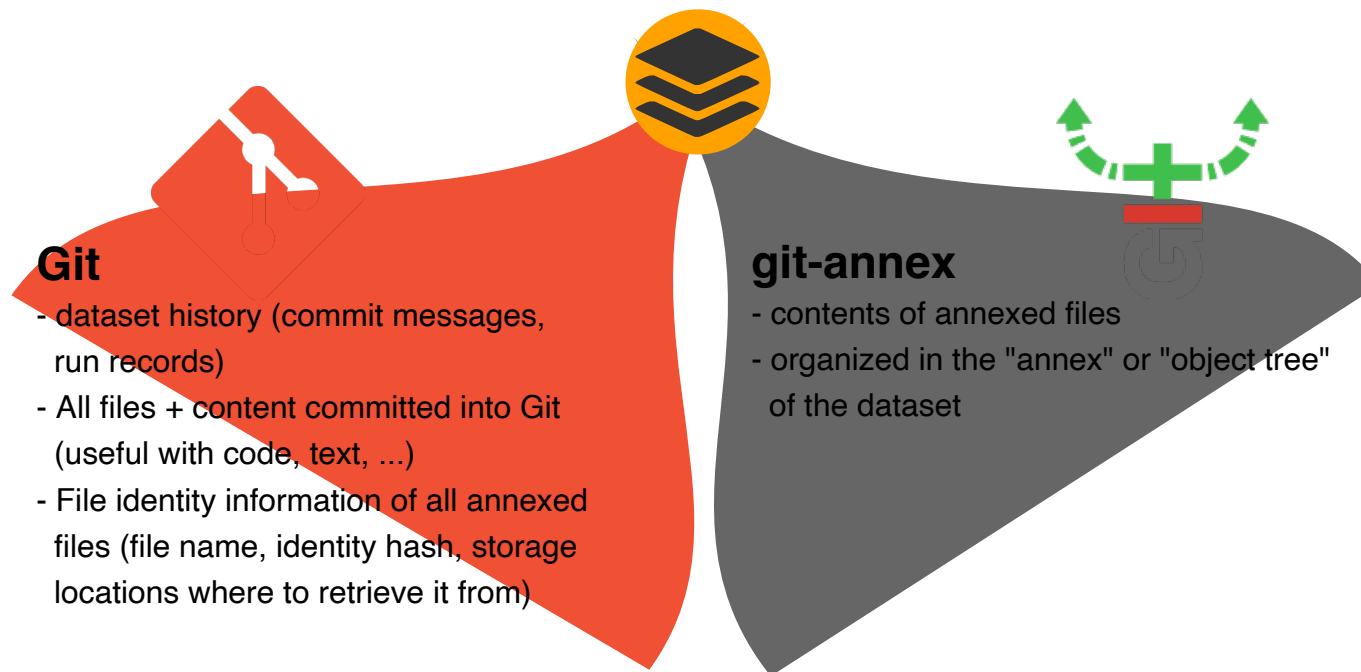 Git
- dataset history (commit messages,
run records)
- All files + content committed into Git
(useful with code, text, ...)
- File identity information of all annexed
files (file name, identity hash, storage
locations where to retrieve it from)
git-annex
- contents of annexed files
- organized in the "annex" or "object tree"
of the dataset
git